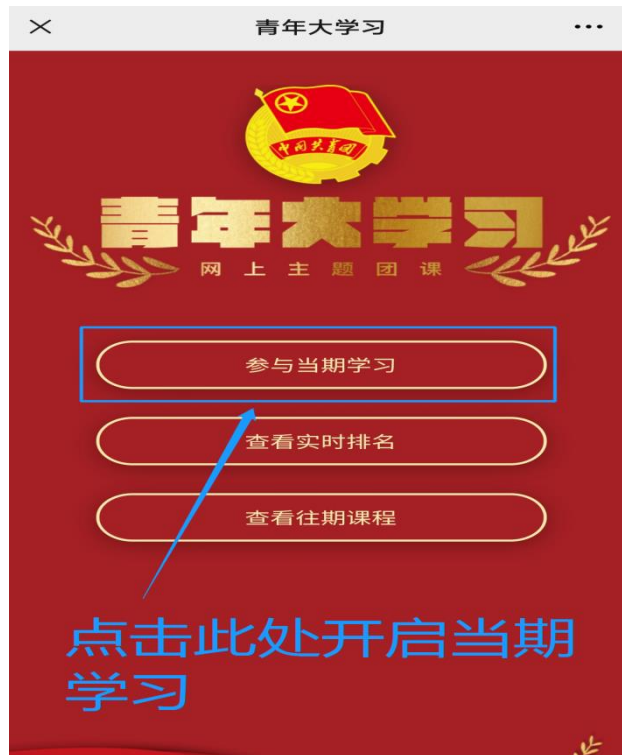 青年大学习
中国共青团
青年大学习
网上主题团课
参与当期学习
查看实时排名
查看往期课程
点击此处开启当期
学习